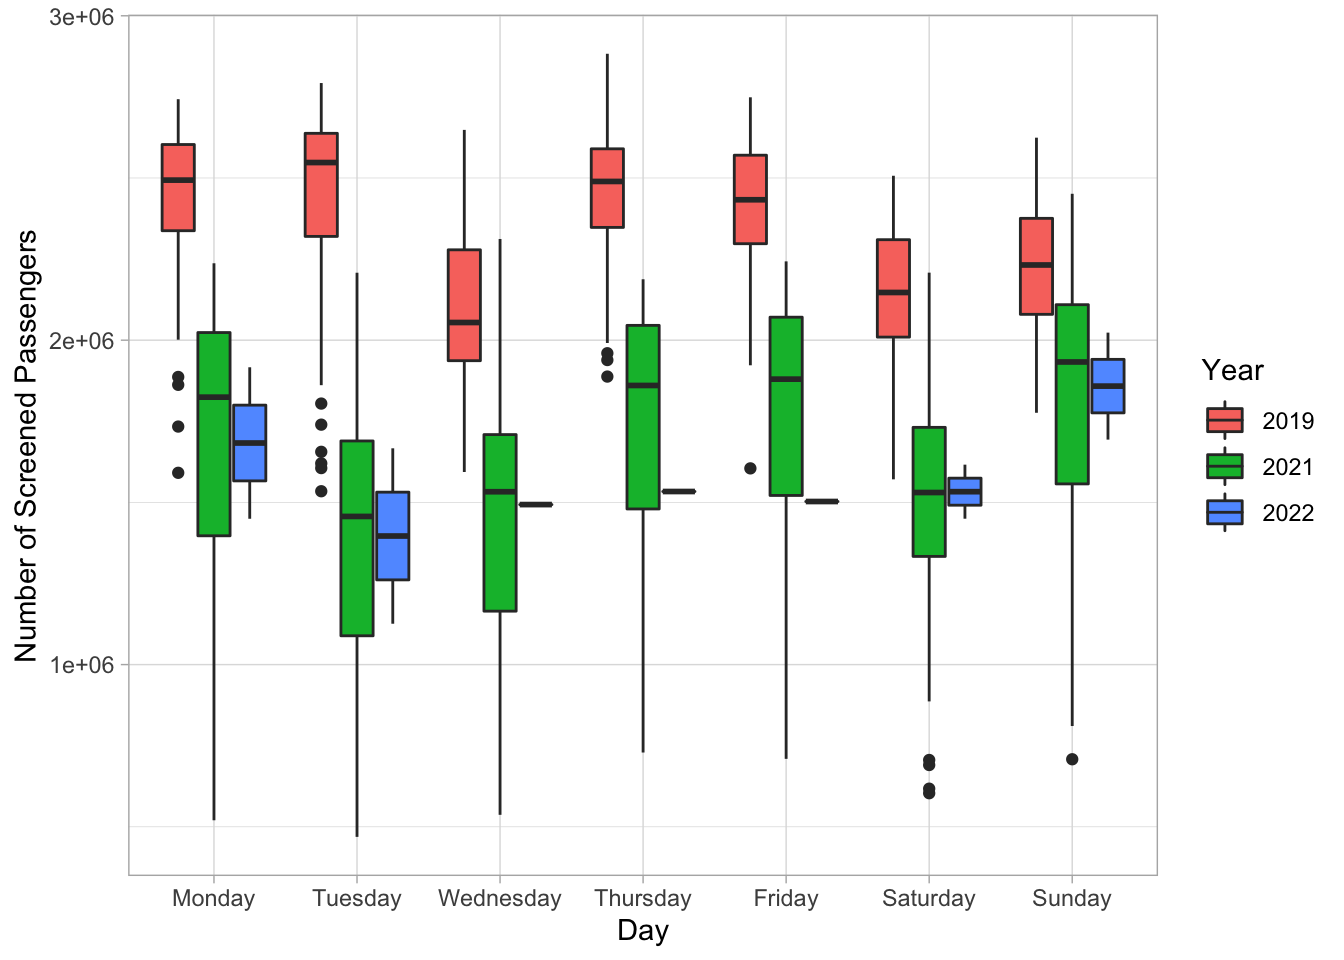 Number of Screened Passengers
3e+06
2e+06
1e+06
Monday Tuesday Wednesday Thursday Friday Saturday Sunday
Day
Year
2019
2021
2022